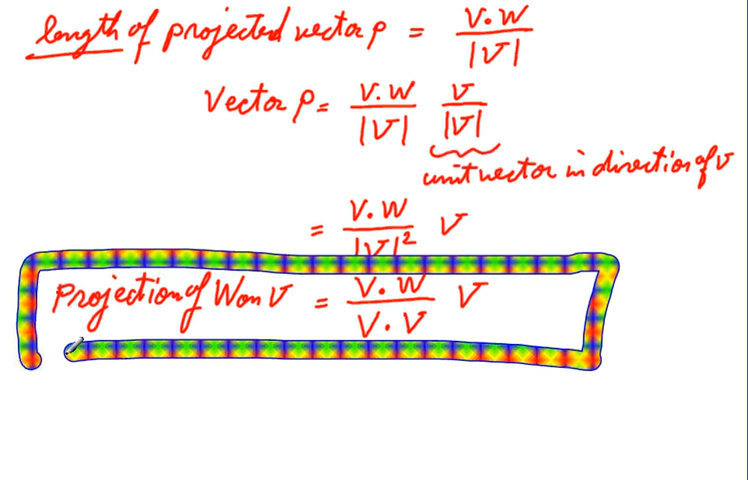 length of projected vector p = V.W / |V|
Vector p = V.W / |V| V / |V|
unit vector in direction of V
= V.W / |V|² V
Projection of W on V = V.W / V.V V